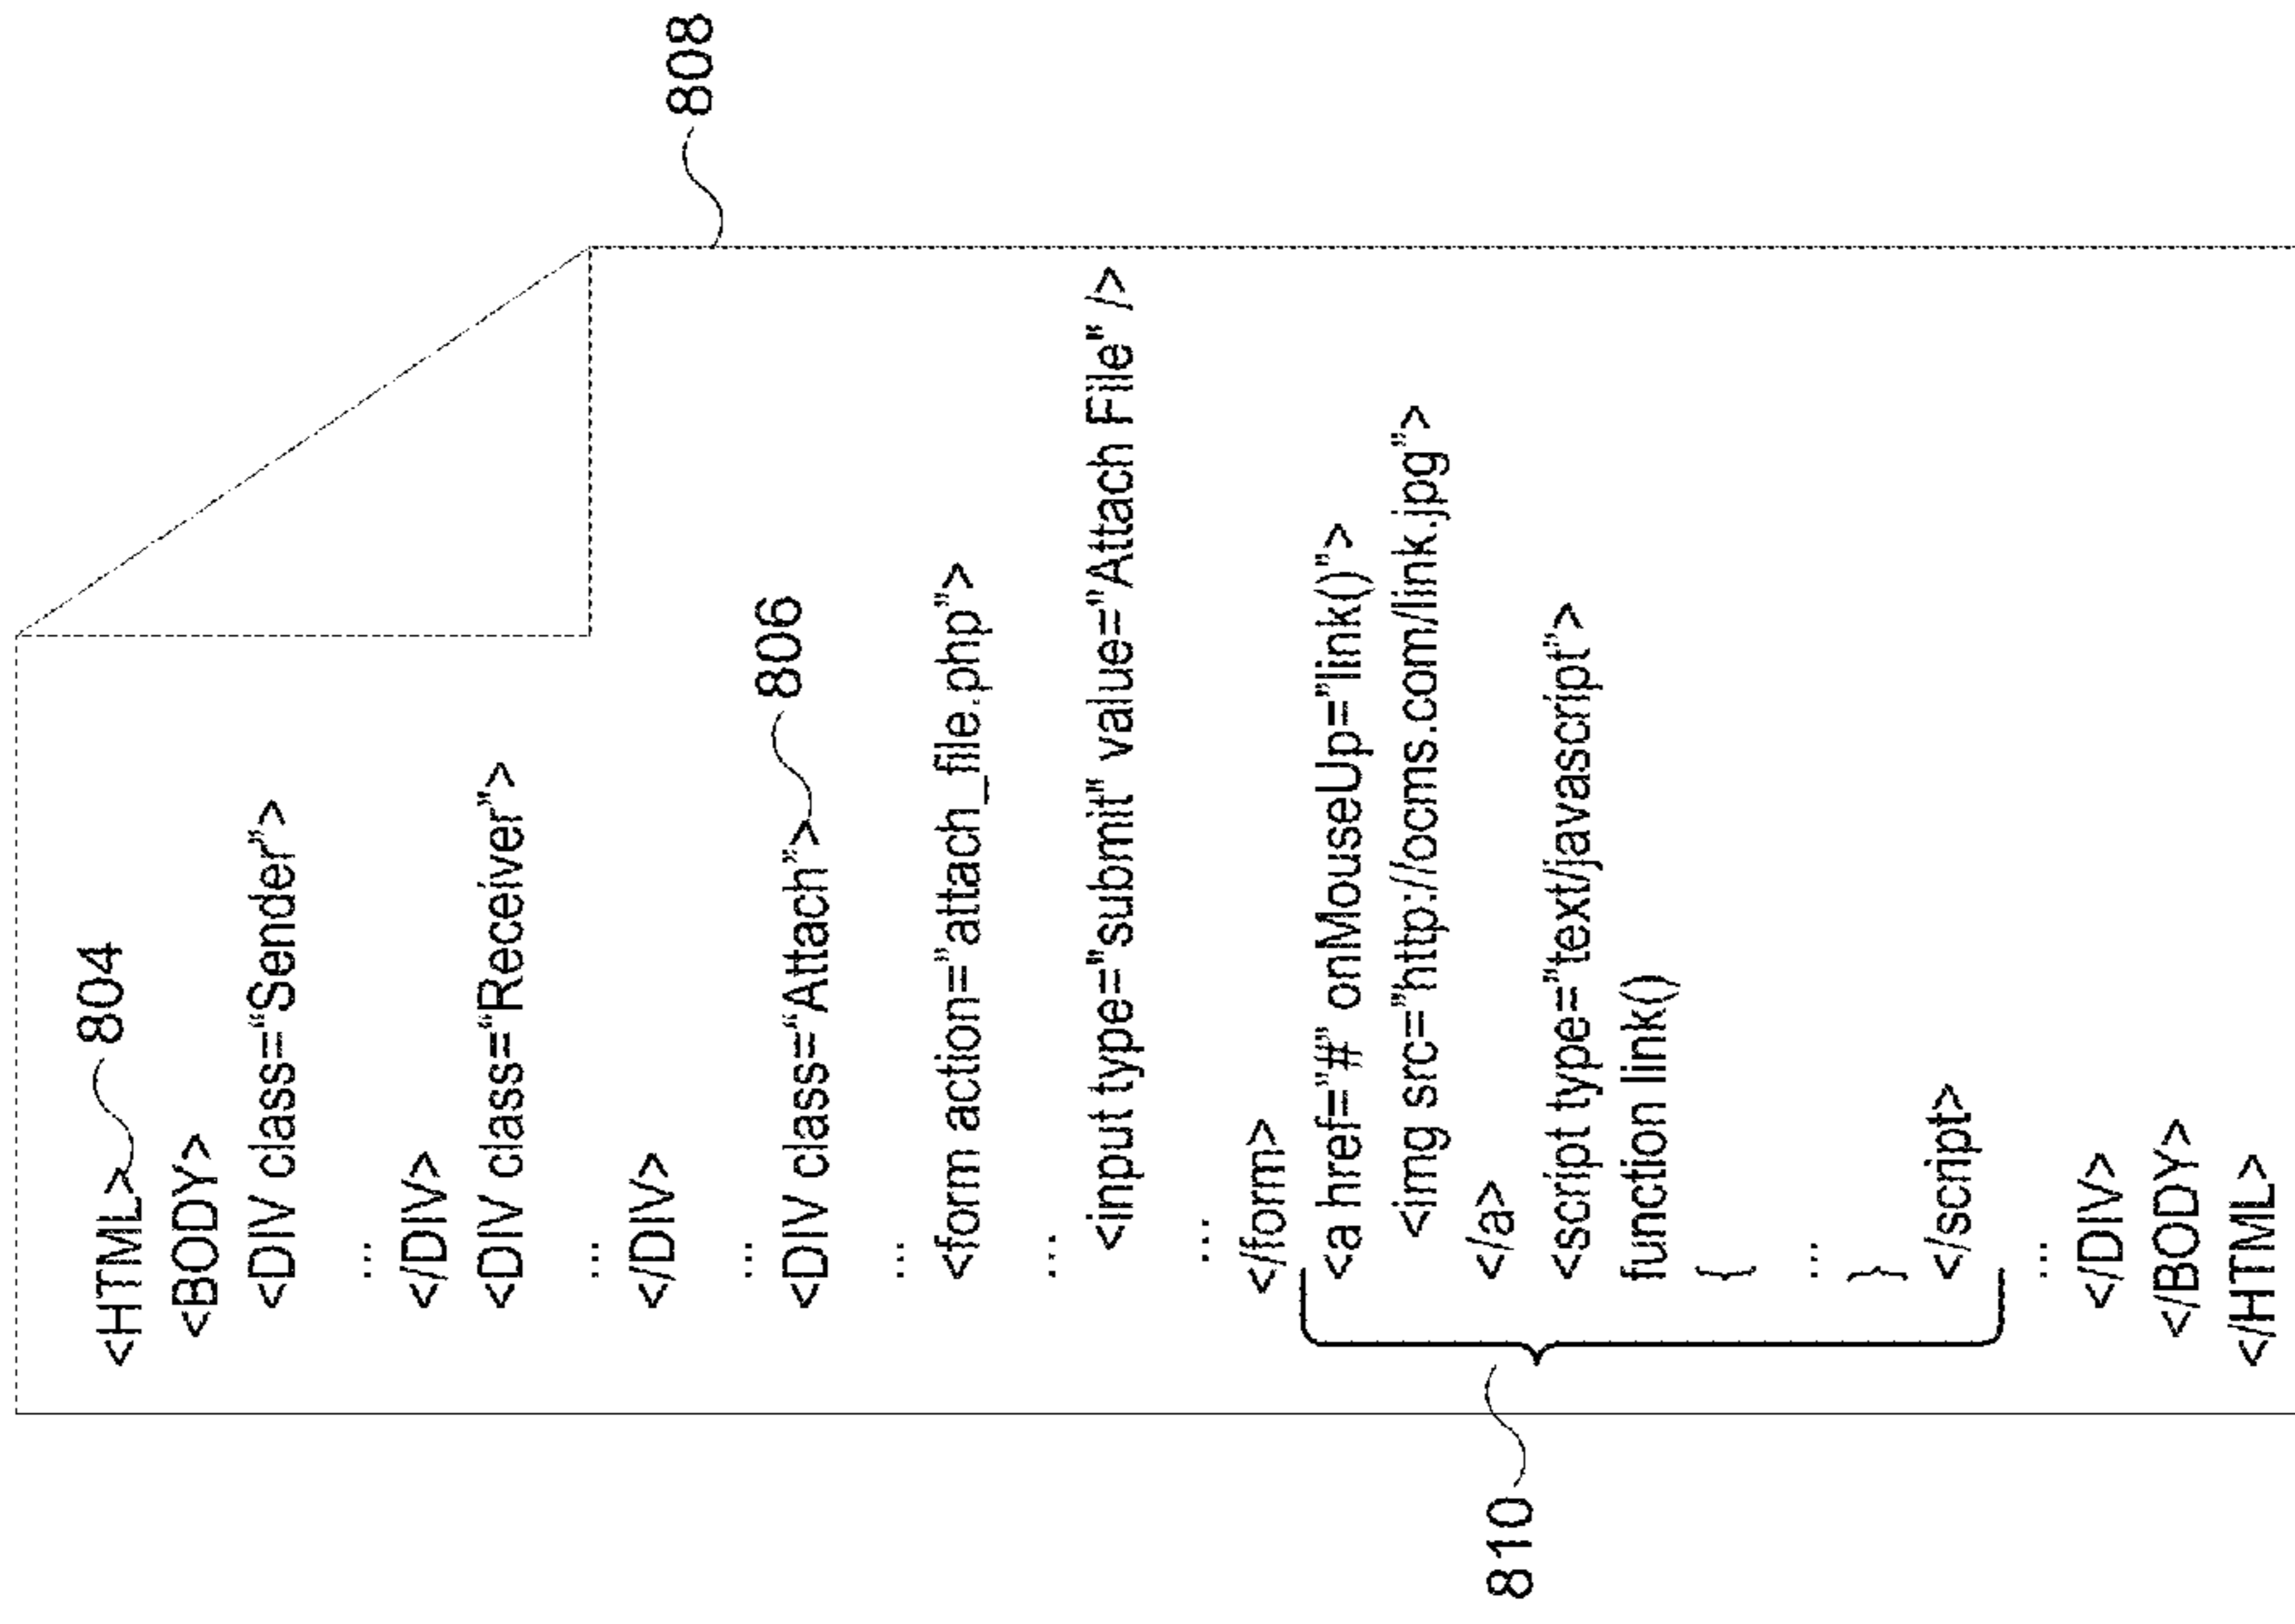 <HTML> 804
<BODY>
<DIV class=“Sender”>
...
</DIV>
<DIV class=“Receiver”>
...
</DIV>
...
<DIV class=“Attach”> 806
...
<form action=”attach_file.php”>
...
<input type="submit" value="Attach File" />
...
</form>
<a href=”#” onMouseUp=”link()”>
<img src=”http://ocms.com/link.jpg”>
</a>
<script type=”text/javascript”>
function link()
{
...
}
</script>
...
</DIV>
</BODY>
</HTML>
808
810